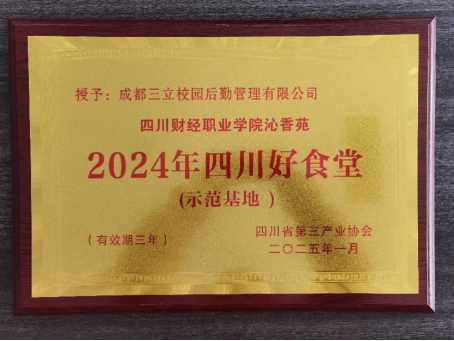 授予：成都三立校园后勤管理有限公司
四川财经职业学院沁香苑
2024年四川好食堂
(示范基地 )
（有效期三年）
四川省第三产业协会
二〇二五年一月